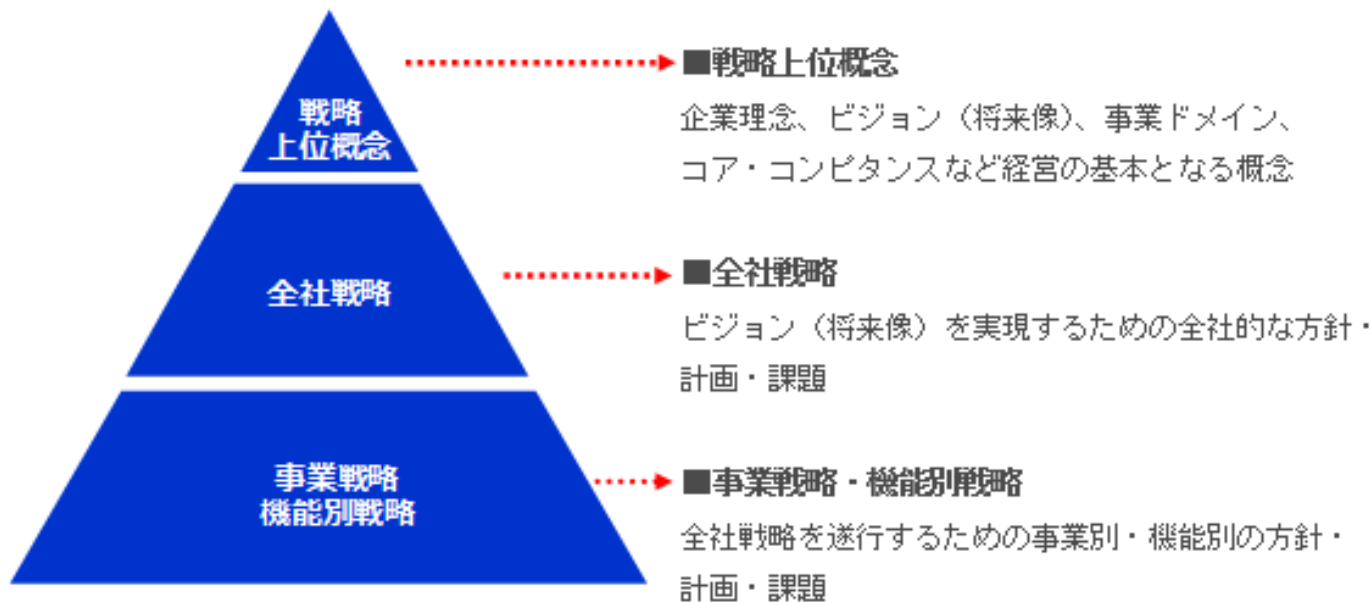 戦略
上位概念
■戦略上位概念
企業理念、ビジョン（将来像）、事業ドメイン、
コア・コンピタンスなど経営の基本となる概念
全社戦略
■全社戦略
ビジョン（将来像）を実現するための全社的な方針・
計画・課題
事業戦略
機能別戦略
■事業戦略・機能別戦略
全社戦略を遂行するための事業別・機能別の方針・
計画・課題